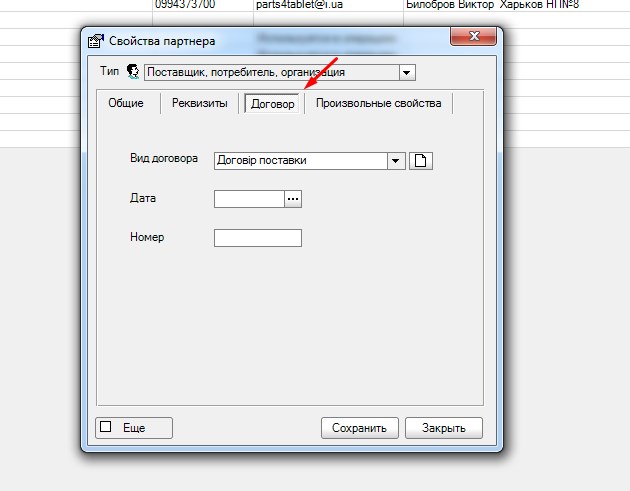 0994373700 parts4tablet@i.ua Билобров Виктор Харьков НП№8
Свойства партнера
Тип Поставщик, потребитель, организация
Общие Реквизиты Договор Произвольные свойства
Вид договора Договір поставки
Дата ...
Номер
Еще Сохранить Закрыть